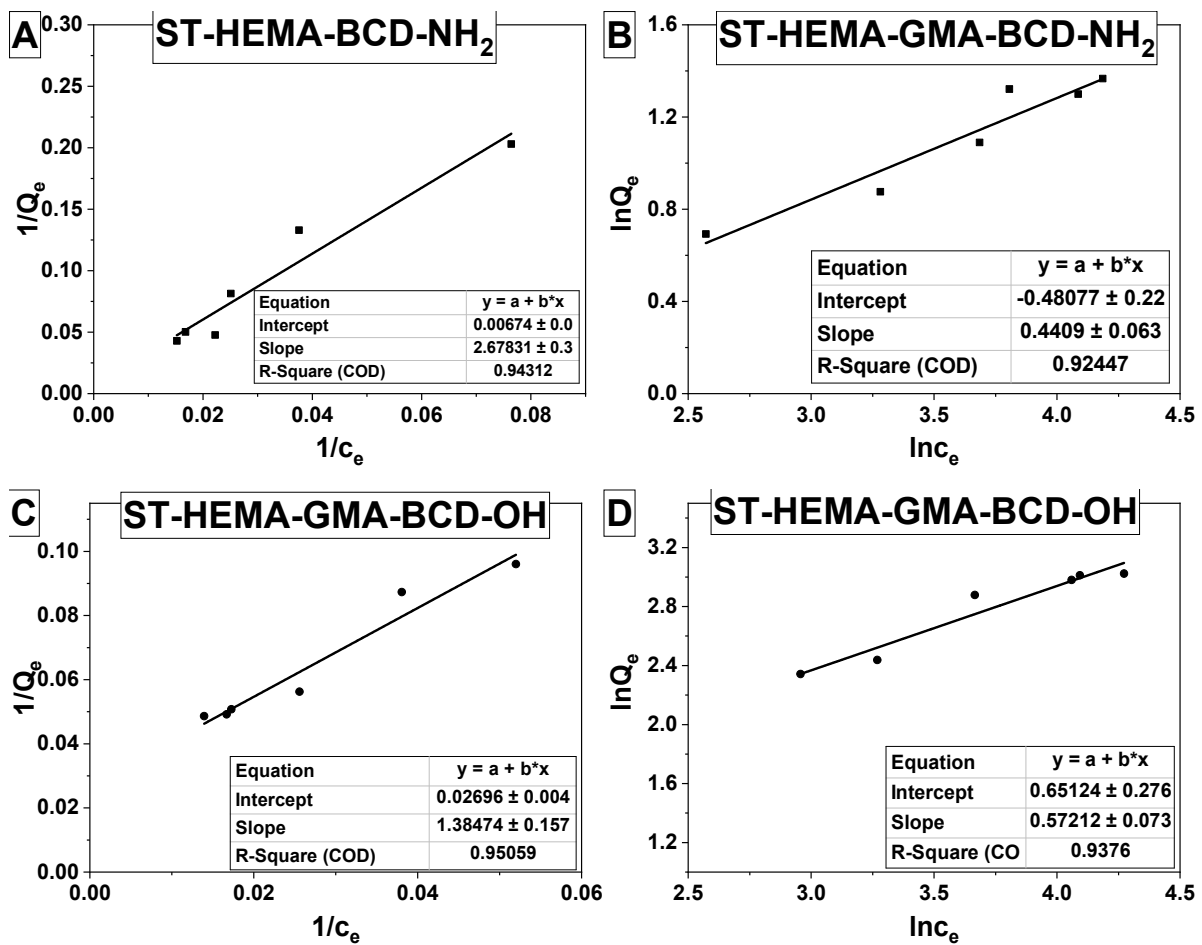 A
ST-HEMA-BCD-NH2
0.30
0.25
0.20
0.15
0.10
0.05
0.00
1/Qe
Equation y = a + b*x
Intercept 0.00674 ± 0.0
Slope 2.67831 ± 0.3
R-Square (COD) 0.94312
0.00 0.02 0.04 0.06 0.08
1/ce
B
ST-HEMA-GMA-BCD-NH2
1.6
1.2
0.8
0.4
0.0
lnQe
Equation y = a + b*x
Intercept -0.48077 ± 0.22
Slope 0.4409 ± 0.063
R-Square (COD) 0.92447
2.5 3.0 3.5 4.0 4.5
lnce
C
ST-HEMA-GMA-BCD-OH
0.10
0.08
0.06
0.04
0.02
0.00
1/Qe
Equation y = a + b*x
Intercept 0.02696 ± 0.004
Slope 1.38474 ± 0.157
R-Square (COD) 0.95059
0.00 0.02 0.04 0.06
1/ce
D
ST-HEMA-GMA-BCD-OH
3.2
2.8
2.4
2.0
1.6
1.2
lnQe
Equation y = a + b*x
Intercept 0.65124 ± 0.276
Slope 0.57212 ± 0.073
R-Square (CO 0.9376
2.5 3.0 3.5 4.0 4.5
lnce